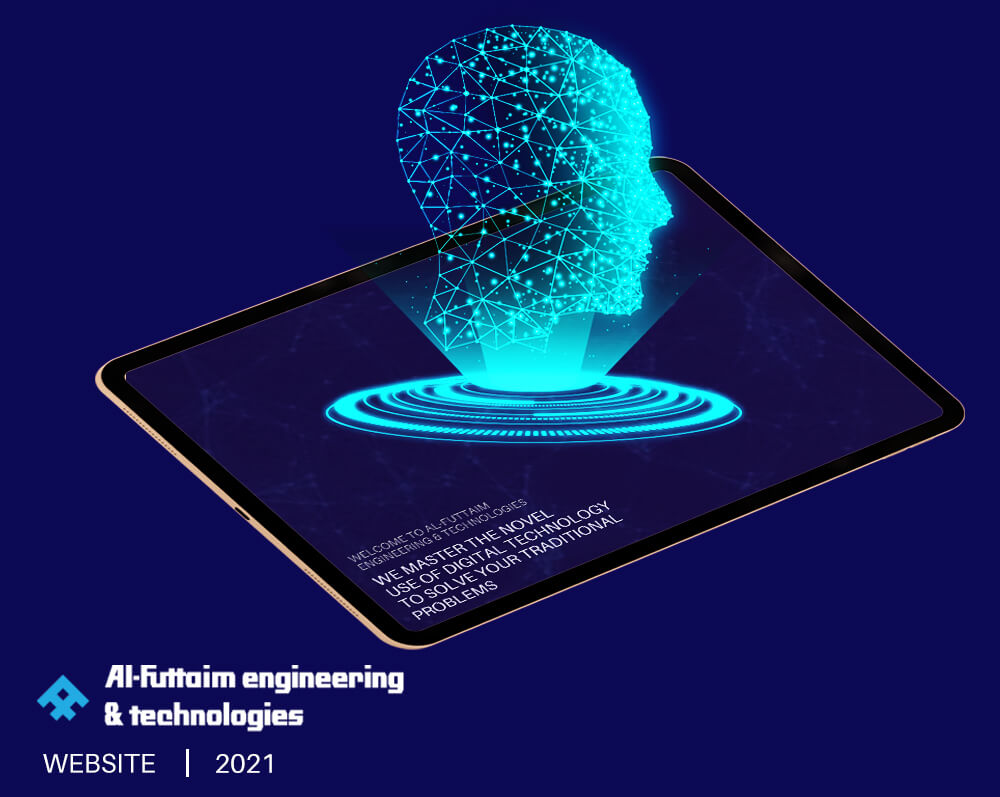 WELCOME TO AL-FUTTAIM
ENGINEERING & TECHNOLOGIES
WE MASTER THE NOVEL
USE OF DIGITAL TECHNOLOGY
TO SOLVE YOUR TRADITIONAL
PROBLEMS
Al-Futtaim engineering
& technologies
WEBSITE | 2021